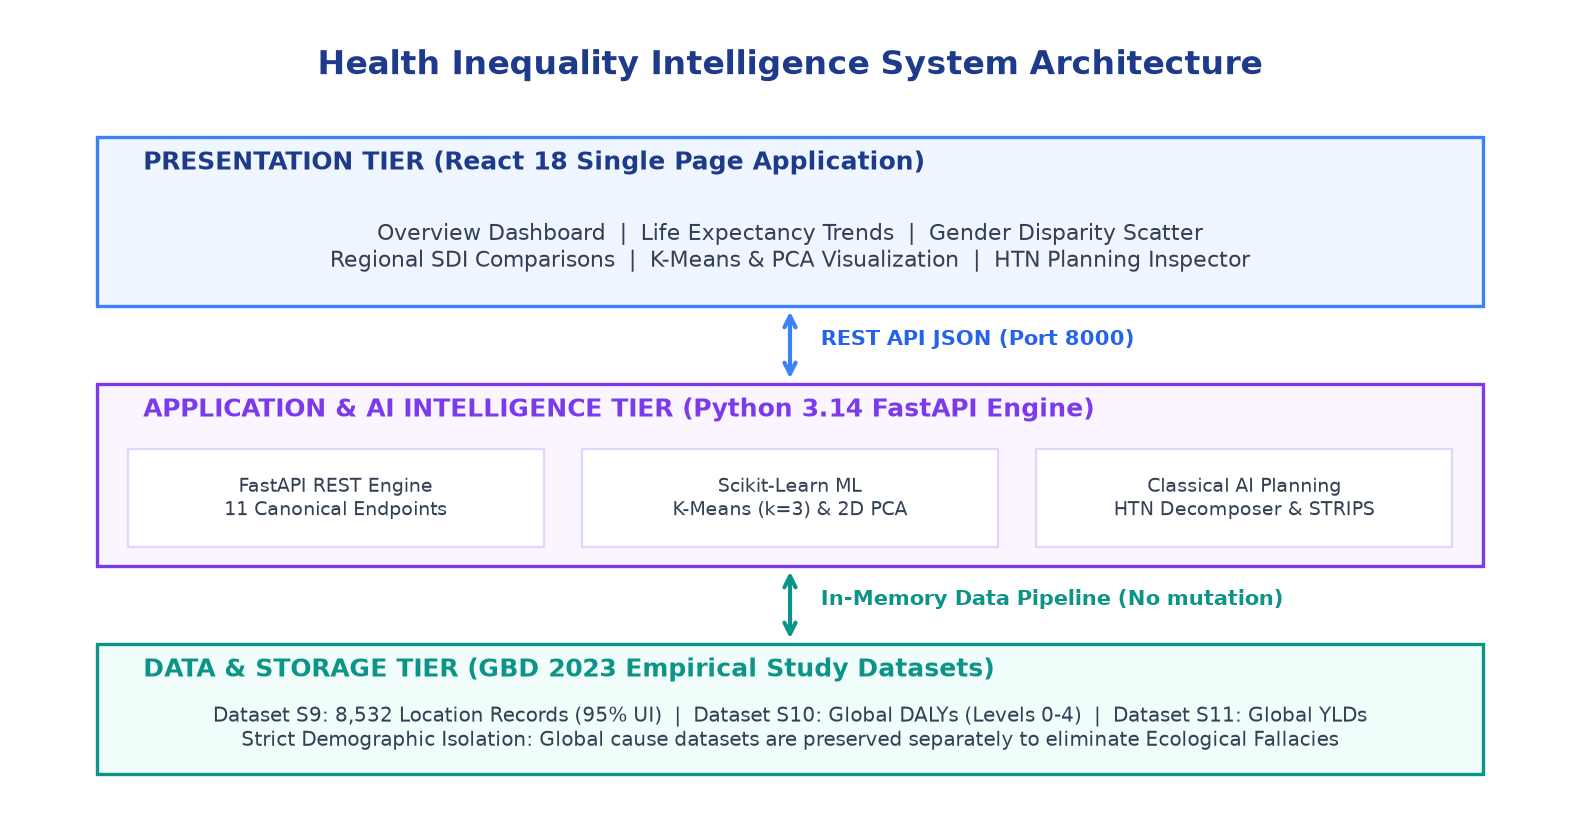 Health Inequality Intelligence System Architecture
PRESENTATION TIER (React 18 Single Page Application)
Overview Dashboard | Life Expectancy Trends | Gender Disparity Scatter
Regional SDI Comparisons | K-Means & PCA Visualization | HTN Planning Inspector
REST API JSON (Port 8000)
APPLICATION & AI INTELLIGENCE TIER (Python 3.14 FastAPI Engine)
FastAPI REST Engine
11 Canonical Endpoints
Scikit-Learn ML
K-Means (k=3) & 2D PCA
Classical AI Planning
HTN Decomposer & STRIPS
In-Memory Data Pipeline (No mutation)
DATA & STORAGE TIER (GBD 2023 Empirical Study Datasets)
Dataset S9: 8,532 Location Records (95% UI) | Dataset S10: Global DALYs (Levels 0-4) | Dataset S11: Global YLDs
Strict Demographic Isolation: Global cause datasets are preserved separately to eliminate Ecological Fallacies